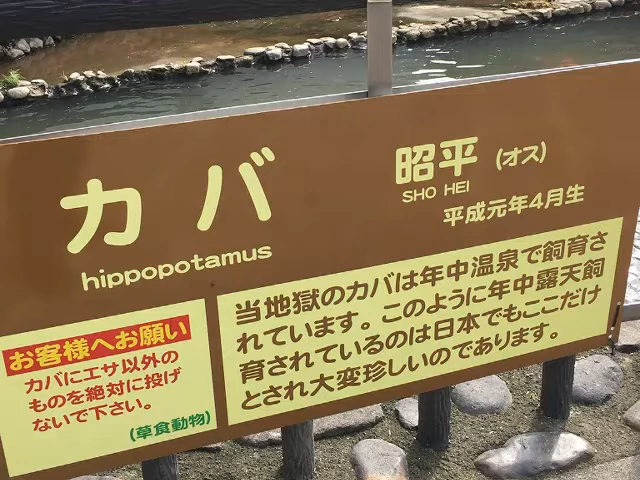 カバ
hippopotamus
昭平 (オス)
SHO HEI
平成元年4月生
お客様へお願い
カバにエサ以外の
ものを絶対に投げ
ないで下さい。
(草食動物)
当地獄のカバは年中温泉で飼育さ
れています。このように年中露天飼
育されているのは日本でもここだけ
とされ大変珍しいのであります。